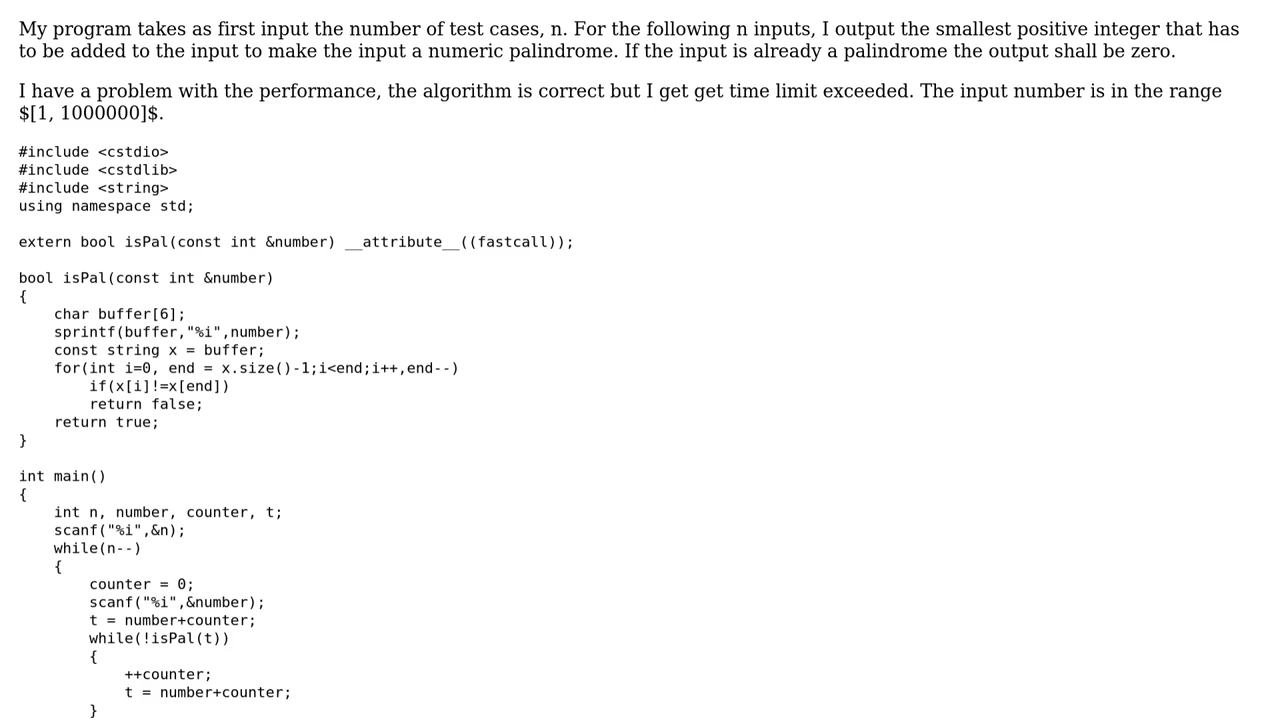 My program takes as first input the number of test cases, n. For the following n inputs, I output the smallest positive integer that has
to be added to the input to make the input a numeric palindrome. If the input is already a palindrome the output shall be zero.
I have a problem with the performance, the algorithm is correct but I get get time limit exceeded. The input number is in the range
$[1, 1000000]$.
#include <cstdio>
#include <cstdlib>
#include <string>
using namespace std;
extern bool isPal(const int &number) __attribute__((fastcall));
bool isPal(const int &number)
{
    char buffer[6];
    sprintf(buffer,"%i",number);
    const string x = buffer;
    for(int i=0, end = x.size()-1;i<end;i++,end--)
        if(x[i]!=x[end])
        return false;
    return true;
}
int main()
{
    int n, number, counter, t;
    scanf("%i",&n);
    while(n--)
    {
        counter = 0;
        scanf("%i",&number);
        t = number+counter;
        while(!isPal(t))
        {
            ++counter;
            t = number+counter;
        }